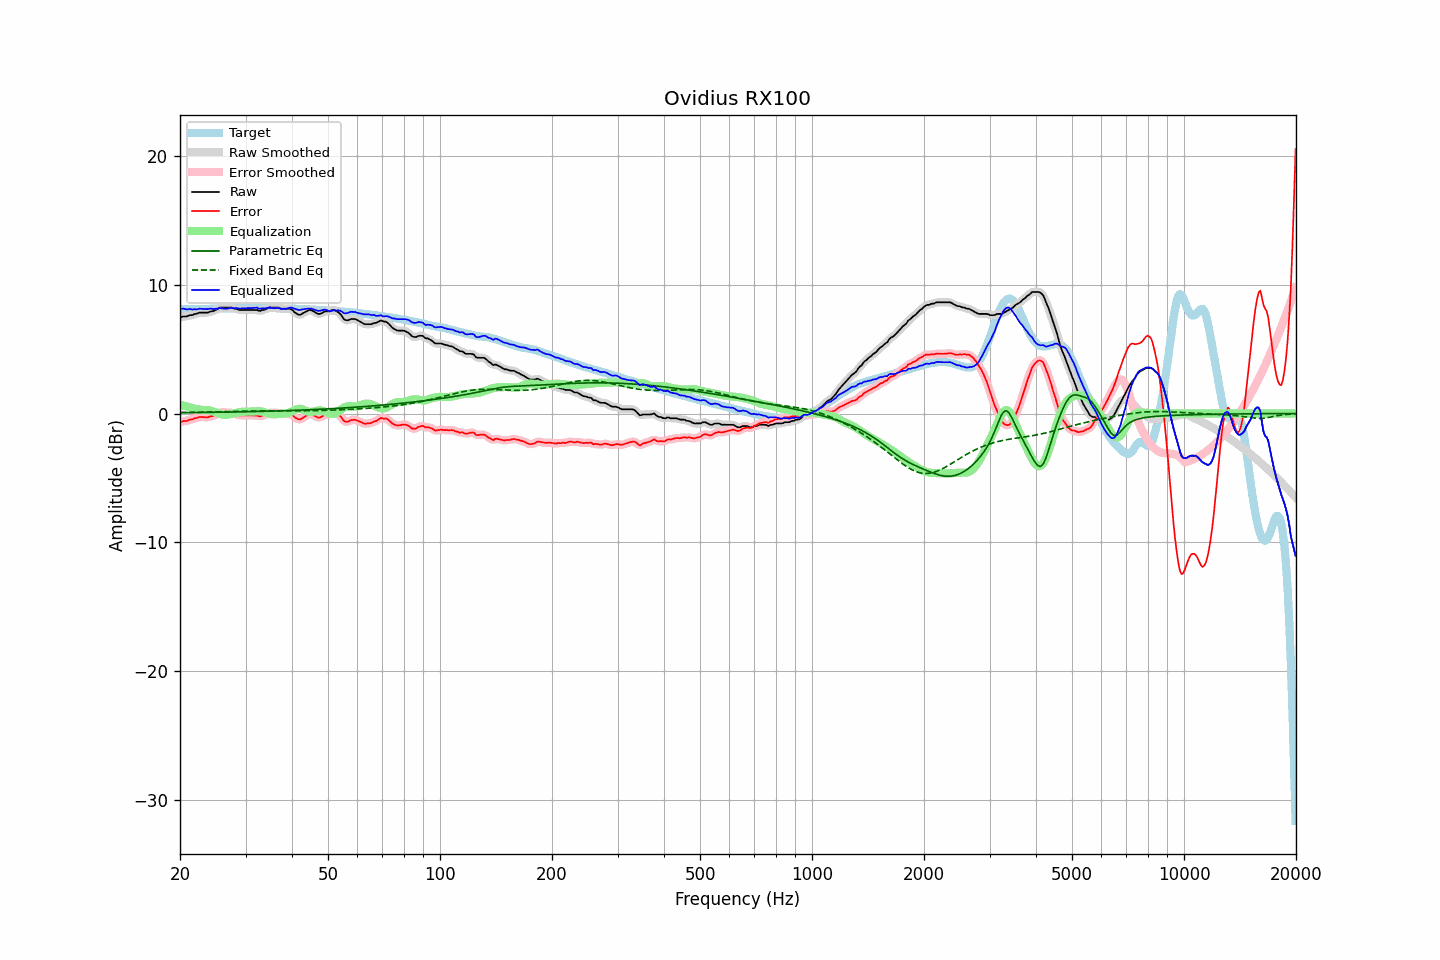 Ovidius RX100
Target
Raw Smoothed
Error Smoothed
Raw
Error
Equalization
Parametric Eq
Fixed Band Eq
Equalized
20
10
0
−10
−20
−30
Amplitude (dBr)
20 50 100 200 500 1000 2000 5000 10000 20000
Frequency (Hz)